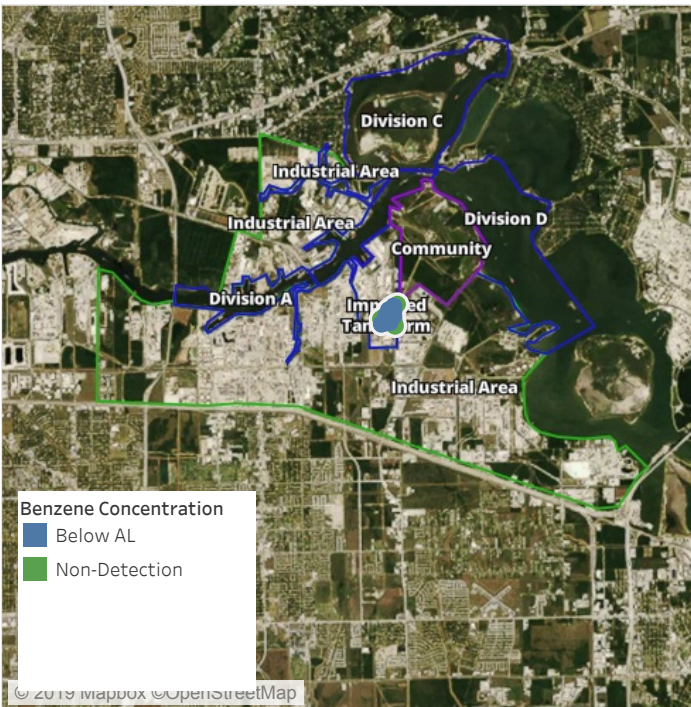 Division C
Industrial Area
Division D
Industrial Area
Community
Division A
Industrial Area
Benzene Concentration
Below AL
Non-Detection
© 2019 Mapbox ©OpenStreetMap